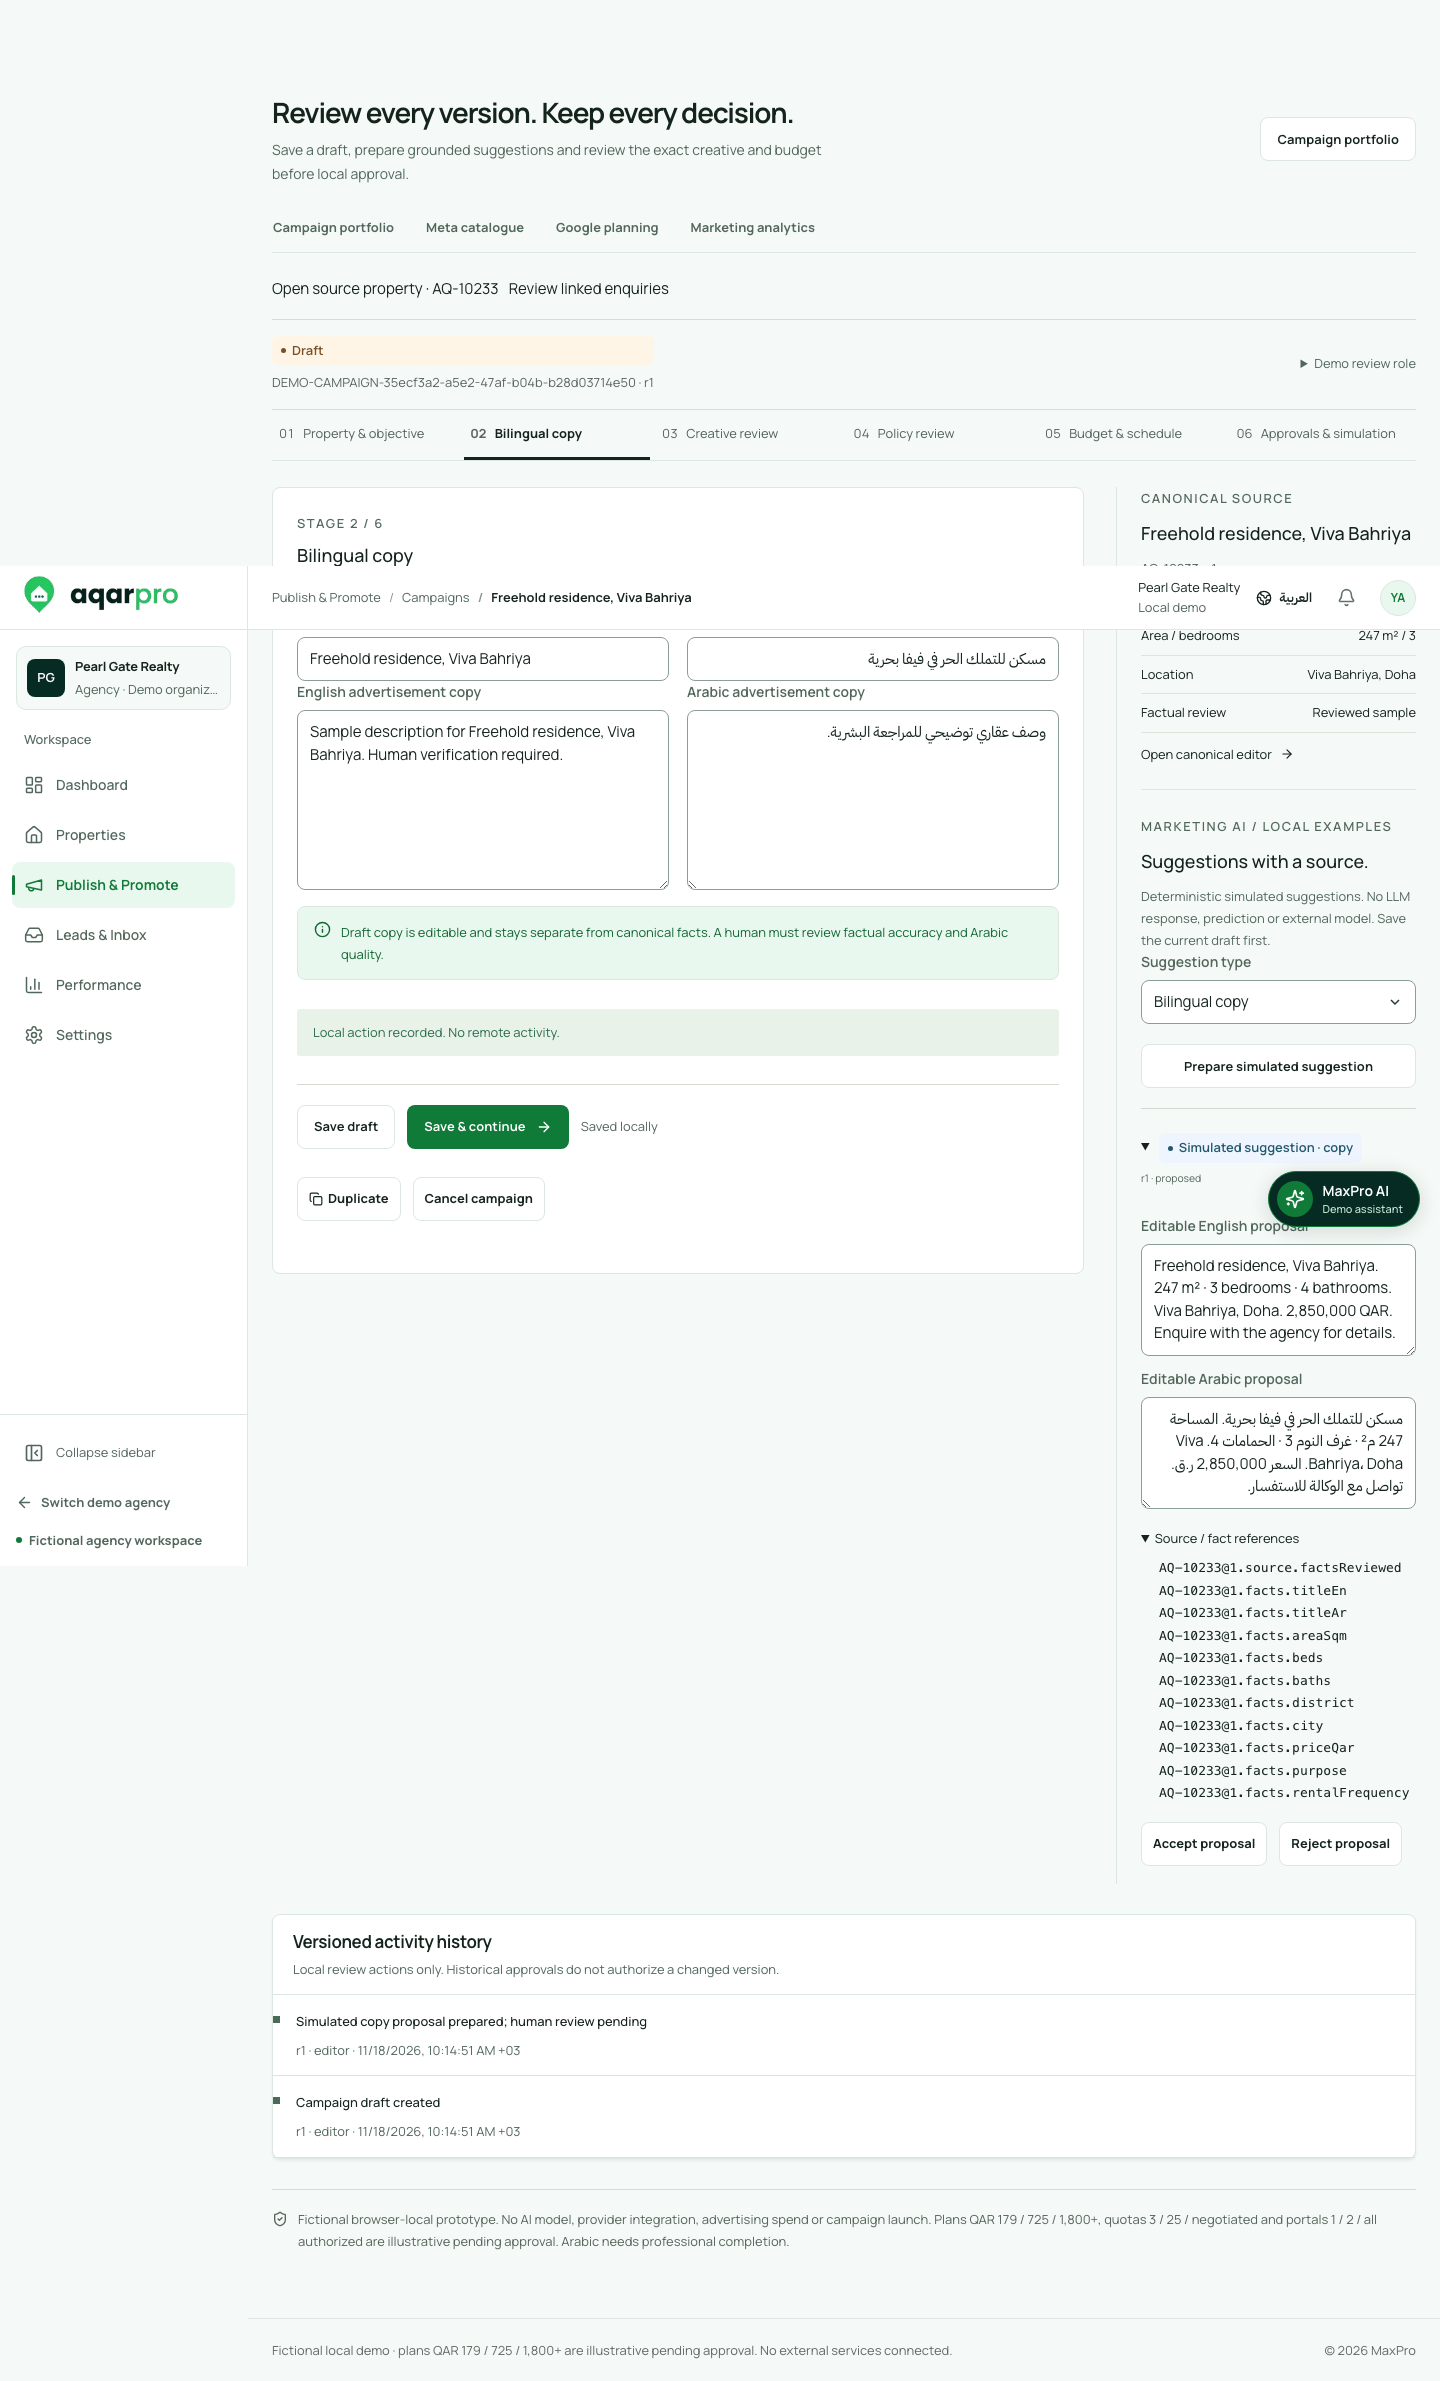 Review every version. Keep every decision.
Save a draft, prepare grounded suggestions and review the exact creative and budget
before local approval.
Campaign portfolio
Campaign portfolio
Meta catalogue
Google planning
Marketing analytics
Open source property · AQ-10233
Review linked enquiries
Draft
DEMO-CAMPAIGN-35ecf3a2-a5e2-47af-b04b-b28d03714e50 · r1
Demo review role
01 Property & objective
02 Bilingual copy
03 Creative review
04 Policy review
05 Budget & schedule
06 Approvals & simulation
STAGE 2 / 6
Bilingual copy
CANONICAL SOURCE
Freehold residence, Viva Bahriya
aqarpro
Publish & Promote / Campaigns / Freehold residence, Viva Bahriya
Pearl Gate Realty
Local demo
العربية
YA
PG
Pearl Gate Realty
Agency · Demo organiz...
Workspace
Dashboard
Properties
Publish & Promote
Leads & Inbox
Performance
Settings
Collapse sidebar
Switch demo agency
Fictional agency workspace
Freehold residence, Viva Bahriya
مسكن للتملك الحر في فيفا بحرية
English advertisement copy
Arabic advertisement copy
Sample description for Freehold residence, Viva
Bahriya. Human verification required.
وصف عقاري توضيحي للمراجعة البشرية.
Draft copy is editable and stays separate from canonical facts. A human must review factual accuracy and Arabic
quality.
Local action recorded. No remote activity.
Save draft
Save & continue
Saved locally
Duplicate
Cancel campaign
Area / bedrooms 247 m² / 3
Location Viva Bahriya, Doha
Factual review Reviewed sample
Open canonical editor
MARKETING AI / LOCAL EXAMPLES
Suggestions with a source.
Deterministic simulated suggestions. No LLM
response, prediction or external model. Save
the current draft first.
Suggestion type
Bilingual copy
Prepare simulated suggestion
Simulated suggestion · copy
r1 · proposed
MaxPro AI
Demo assistant
Editable English proposal
Freehold residence, Viva Bahriya.
247 m² · 3 bedrooms · 4 bathrooms.
Viva Bahriya, Doha. 2,850,000 QAR.
Enquire with the agency for details.
Editable Arabic proposal
مسكن للتملك الحر في فيفا بحرية. المساحة
247 م² · غرف النوم 3 · الحمامات 4. Viva
Bahriya، Doha. السعر 2,850,000 ر.ق.
تواصل مع الوكالة للاستفسار.
Source / fact references
AQ-10233@1.source.factsReviewed
AQ-10233@1.facts.titleEn
AQ-10233@1.facts.titleAr
AQ-10233@1.facts.areaSqm
AQ-10233@1.facts.beds
AQ-10233@1.facts.baths
AQ-10233@1.facts.district
AQ-10233@1.facts.city
AQ-10233@1.facts.priceQar
AQ-10233@1.facts.purpose
AQ-10233@1.facts.rentalFrequency
Accept proposal
Reject proposal
Versioned activity history
Local review actions only. Historical approvals do not authorize a changed version.
Simulated copy proposal prepared; human review pending
r1 · editor · 11/18/2026, 10:14:51 AM +03
Campaign draft created
r1 · editor · 11/18/2026, 10:14:51 AM +03
Fictional browser-local prototype. No AI model, provider integration, advertising spend or campaign launch. Plans QAR 179 / 725 / 1,800+, quotas 3 / 25 / negotiated and portals 1 / 2 / all
authorized are illustrative pending approval. Arabic needs professional completion.
Fictional local demo · plans QAR 179 / 725 / 1,800+ are illustrative pending approval. No external services connected.
© 2026 MaxPro